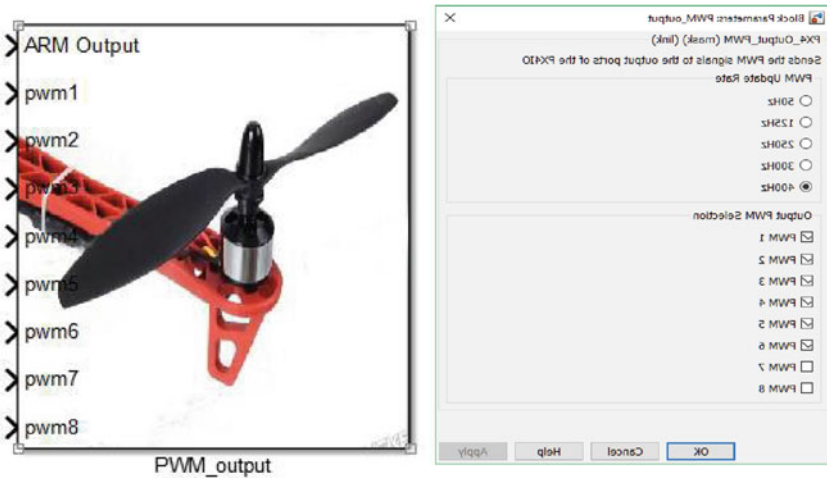 ARM Output
pwm1
pwm2
pwm3
pwm4
pwm5
pwm6
pwm7
pwm8
PWM_output
Block Parameters: PWM_output
PX4_Output_PWM (mask) (link)
Sends the PWM signals to the output ports of the PX4IO
PWM Update Rate
50Hz
125Hz
250Hz
300Hz
400Hz
Output PWM Selection
PWM 1
PWM 2
PWM 3
PWM 4
PWM 5
PWM 6
PWM 7
PWM 8
OK Cancel Help Apply